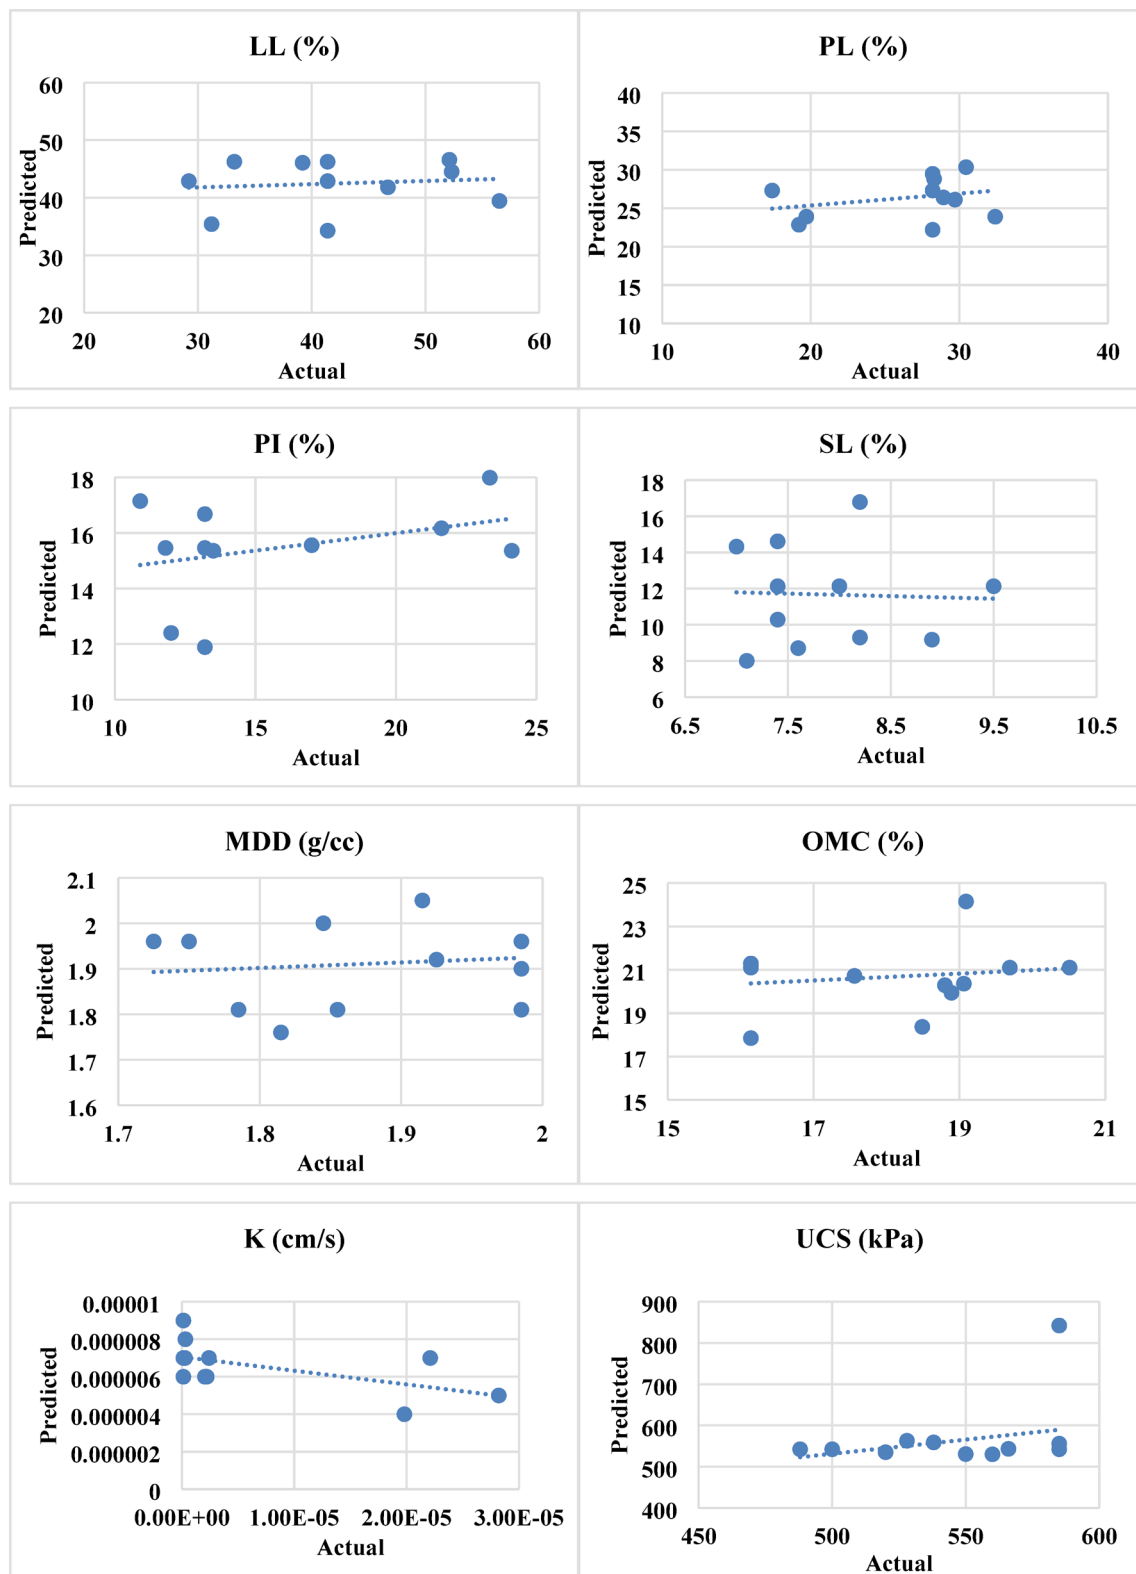 LL (%)
60
50
40
30
20
20 30 40 50 60
Predicted
Actual
PL (%)
40
35
30
25
20
15
10
10 20 30 40
Predicted
Actual
PI (%)
18
16
14
12
10
10 15 20 25
Predicted
Actual
SL (%)
18
16
14
12
10
8
6
6.5 7.5 8.5 9.5 10.5
Predicted
Actual
MDD (g/cc)
2.1
2
1.9
1.8
1.7
1.6
1.7 1.8 1.9 2
Predicted
Actual
OMC (%)
25
23
21
19
17
15
15 17 19 21
Predicted
Actual
K (cm/s)
0.00001
0.000008
0.000006
0.000004
0.000002
0
0.00E+00 1.00E-05 2.00E-05 3.00E-05
Predicted
Actual
UCS (kPa)
900
800
700
600
500
400
450 500 550 600
Predicted
Actual